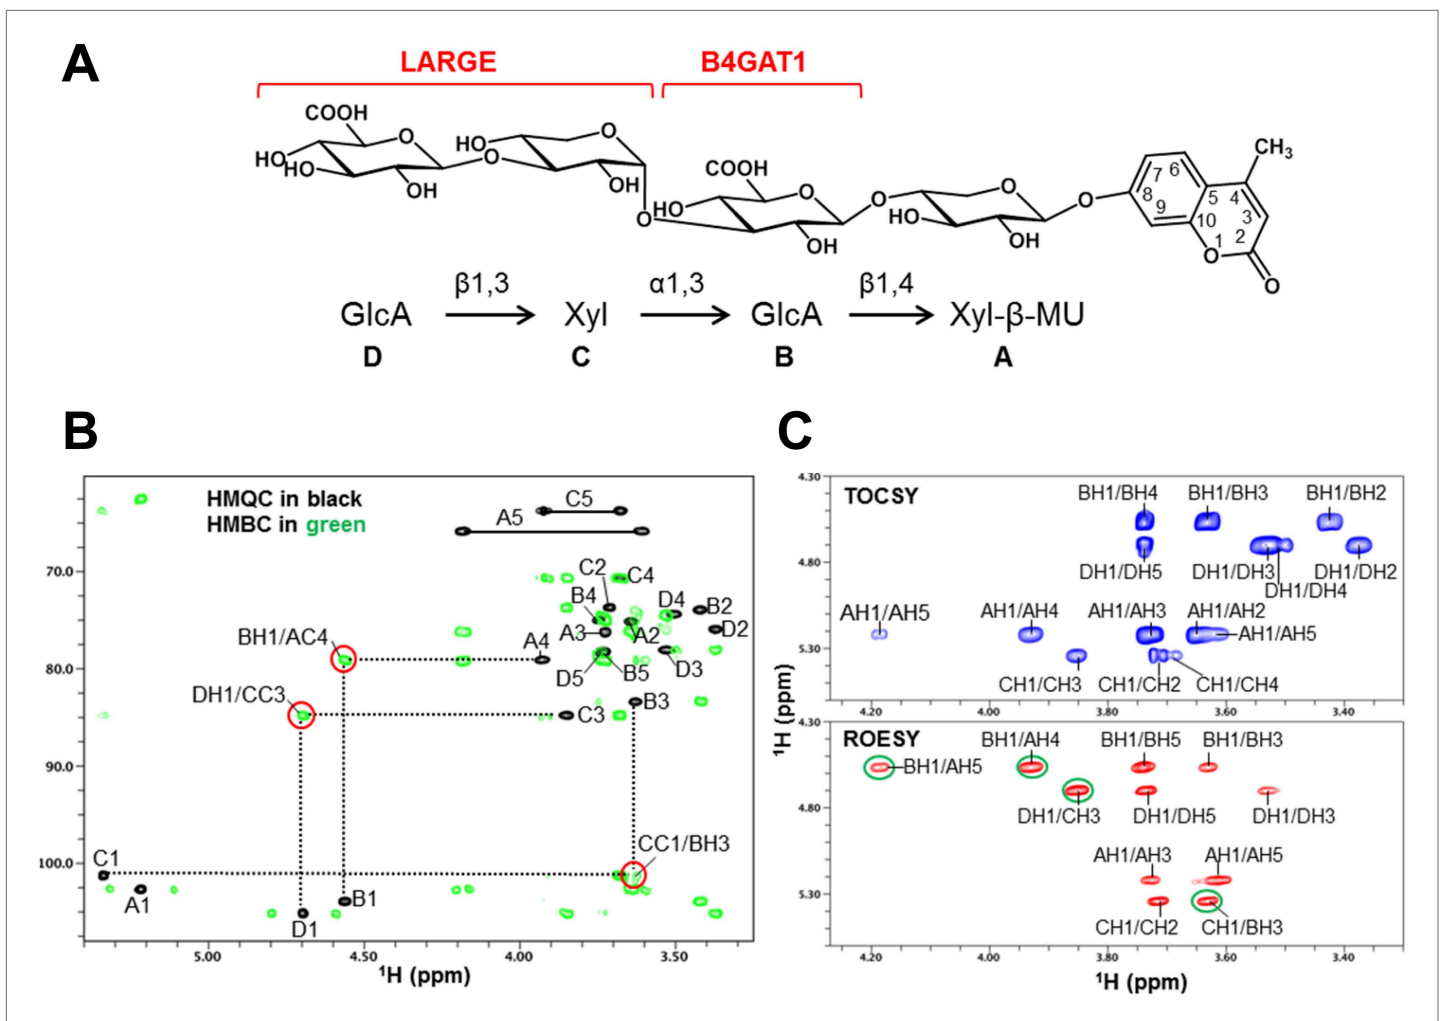 A
LARGE
B4GAT1
COOH
HO
HO
OH
O
O
HO
O
OH
O
COOH
HO
O
OH
O
HO
O
OH
O
CH3
7
6
8
9
5
4
10
3
1
2
O
O
β1,3
α1,3
β1,4
GlcA
Xyl
GlcA
Xyl-β-MU
D
C
B
A
B
HMQC in black
HMBC in green
C5
A5
C2
C4
B4
D4
B2
A3
A2
D2
BH1/AC4
A4
D5
B5
D3
DH1/CC3
C3
B3
CC1/BH3
C1
A1
B1
D1
70.0
80.0
90.0
100.0
5.00
4.50
4.00
3.50
1H (ppm)
C
TOCSY
BH1/BH4
BH1/BH3
BH1/BH2
DH1/DH5
DH1/DH3
DH1/DH2
DH1/DH4
AH1/AH5
AH1/AH4
AH1/AH3
AH1/AH2
AH1/AH5
CH1/CH3
CH1/CH2
CH1/CH4
4.30
4.80
5.30
4.20
4.00
3.80
3.60
3.40
1H (ppm)
ROESY
BH1/AH4
BH1/BH5
BH1/BH3
BH1/AH5
DH1/CH3
DH1/DH5
DH1/DH3
AH1/AH3
AH1/AH5
CH1/CH2
CH1/BH3
4.30
4.80
5.30
4.20
4.00
3.80
3.60
3.40
1H (ppm)